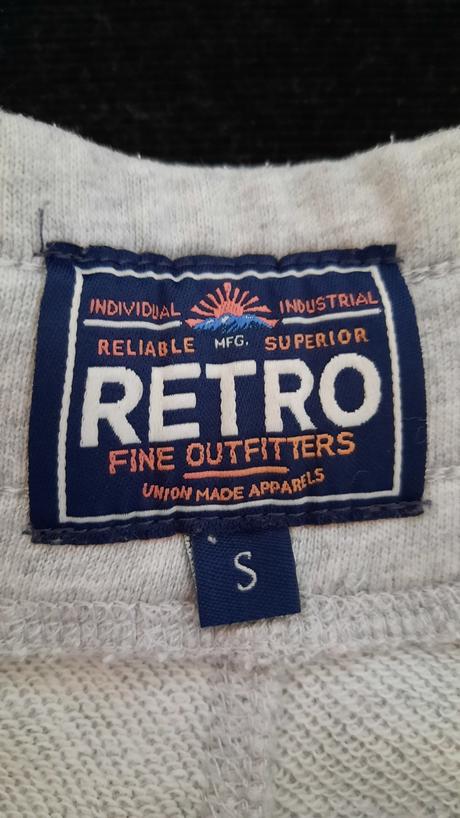 INDIVIDUAL INDUSTRIAL
RELIABLE MFG. SUPERIOR
RETRO
FINE OUTFITTERS
UNION MADE APPARELS
S